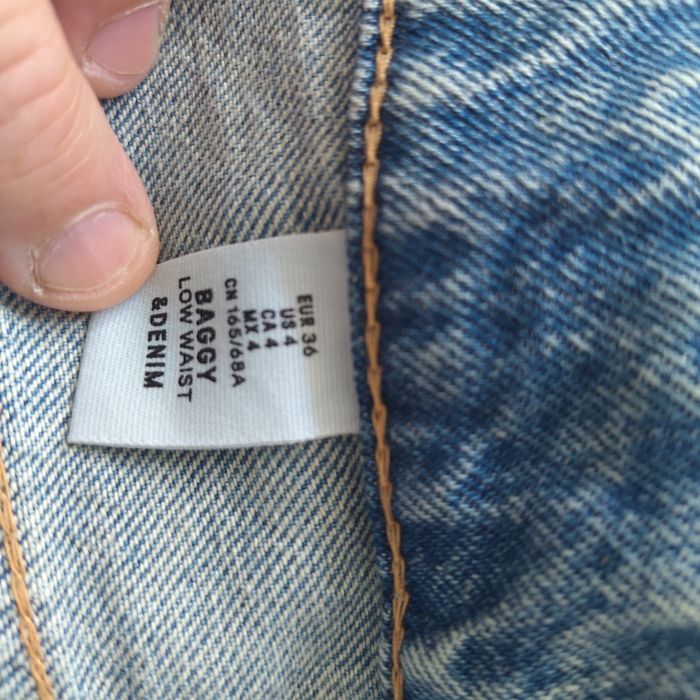 EUR 36
US 4
CA 4
MX 4
CN 165/68A
BAGGY
LOW WAIST
&DENIM